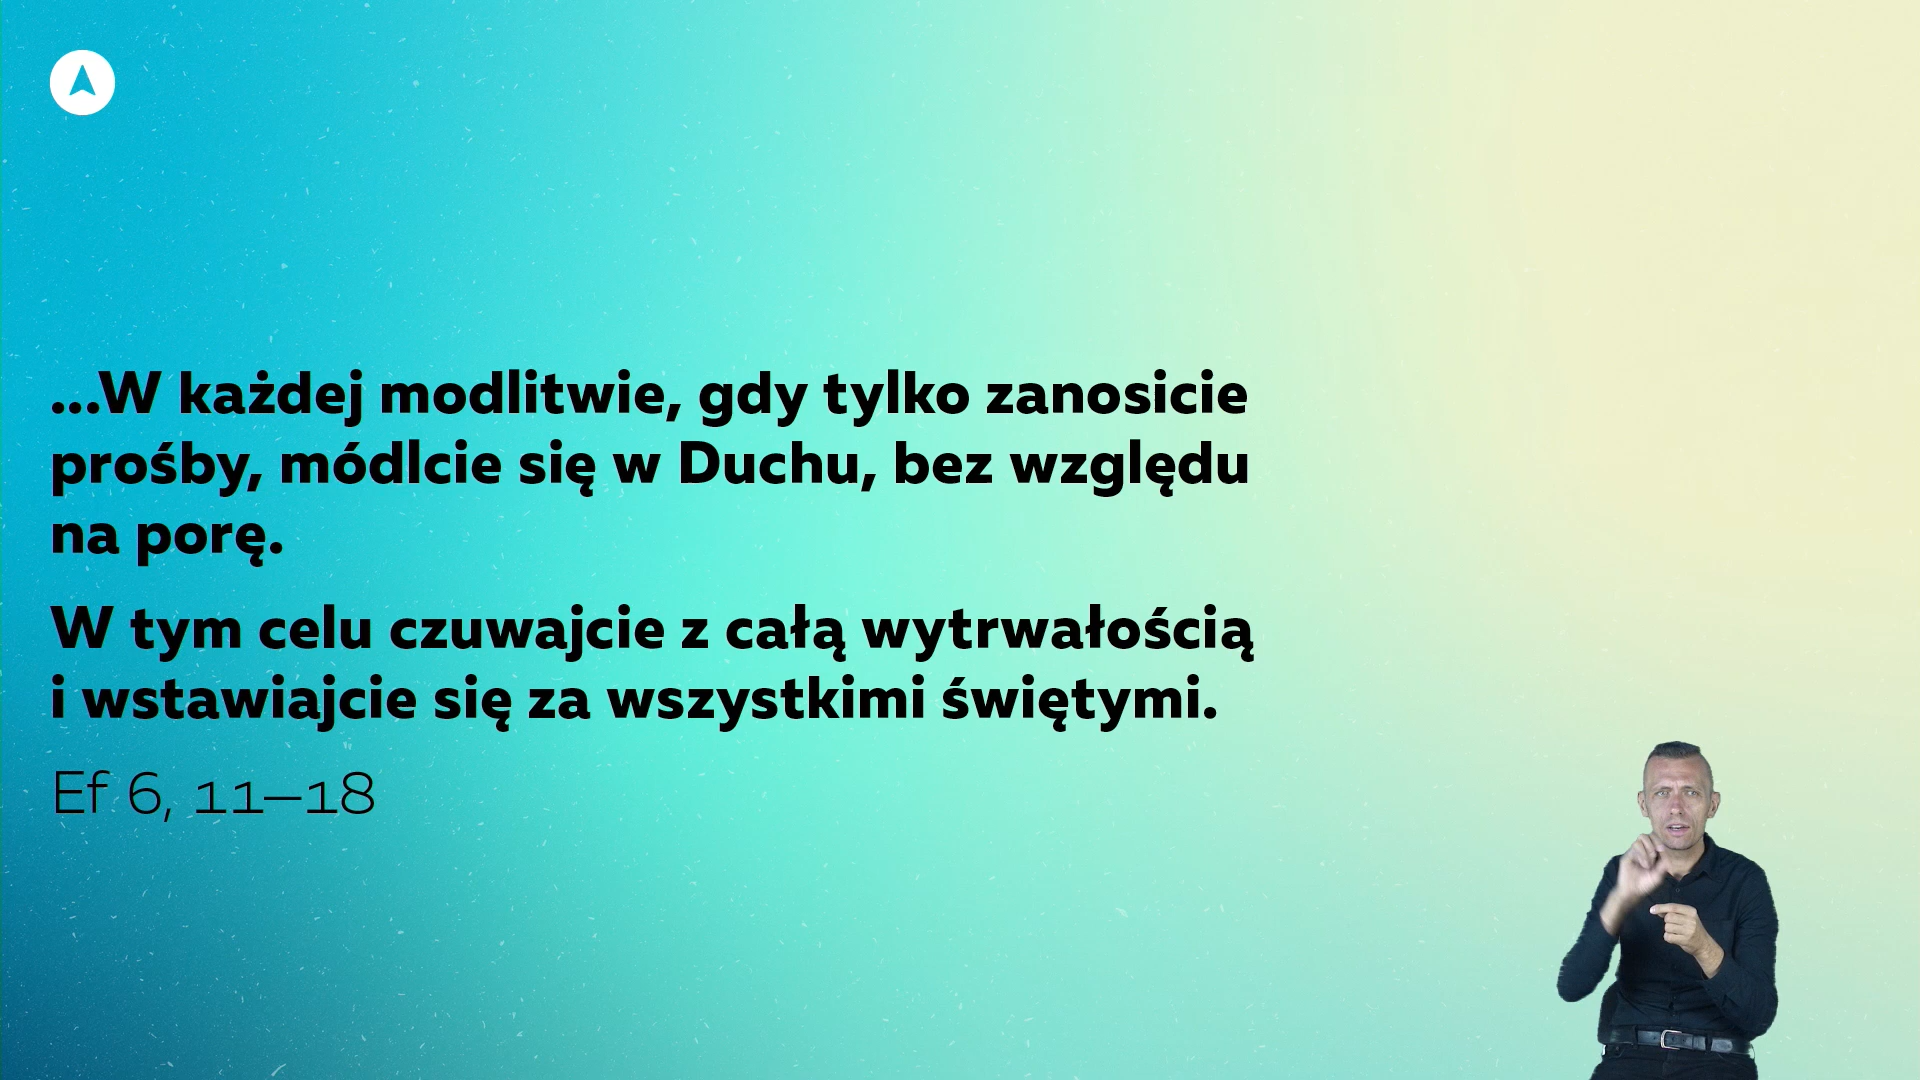 ...W każdej modlitwie, gdy tylko zanosicie
prośby, módlcie się w Duchu, bez względu
na porę.
W tym celu czuwajcie z całą wytrwałością
i wstawiajcie się za wszystkimi świętymi.
Ef 6, 11—18